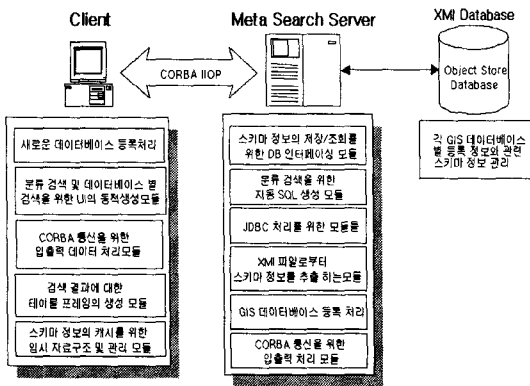 Client
Meta Search Server
XMI Database
CORBA IIOP
Object Store
Database
새로운 데이터베이스 등록처리
분류 검색 및 데이터베이스 별
검색을 위한 UI의 동적생성모듈
CORBA 통신을 위한
입출력 데이터 처리모듈
검색 결과에 대한
테이블 프레임의 생성 모듈
스키마 정보의 캐시를 위한
임시 자료구조 및 관리 모듈
스키마 정보의 저장/조회를
위한 DB 인터페이싱 모듈
분류 검색을 위한
자동 SQL 생성 모듈
JDBC 처리를 위한 모듈들
XMI 파일로부터
스키마 정보를 추출 하는모듈
GIS 데이터베이스 등록 처리
CORBA 통신을 위한
입출력 처리 모듈
각 GIS 데이터베이스
별 등록 정보와 관련
스키마 정보 관리